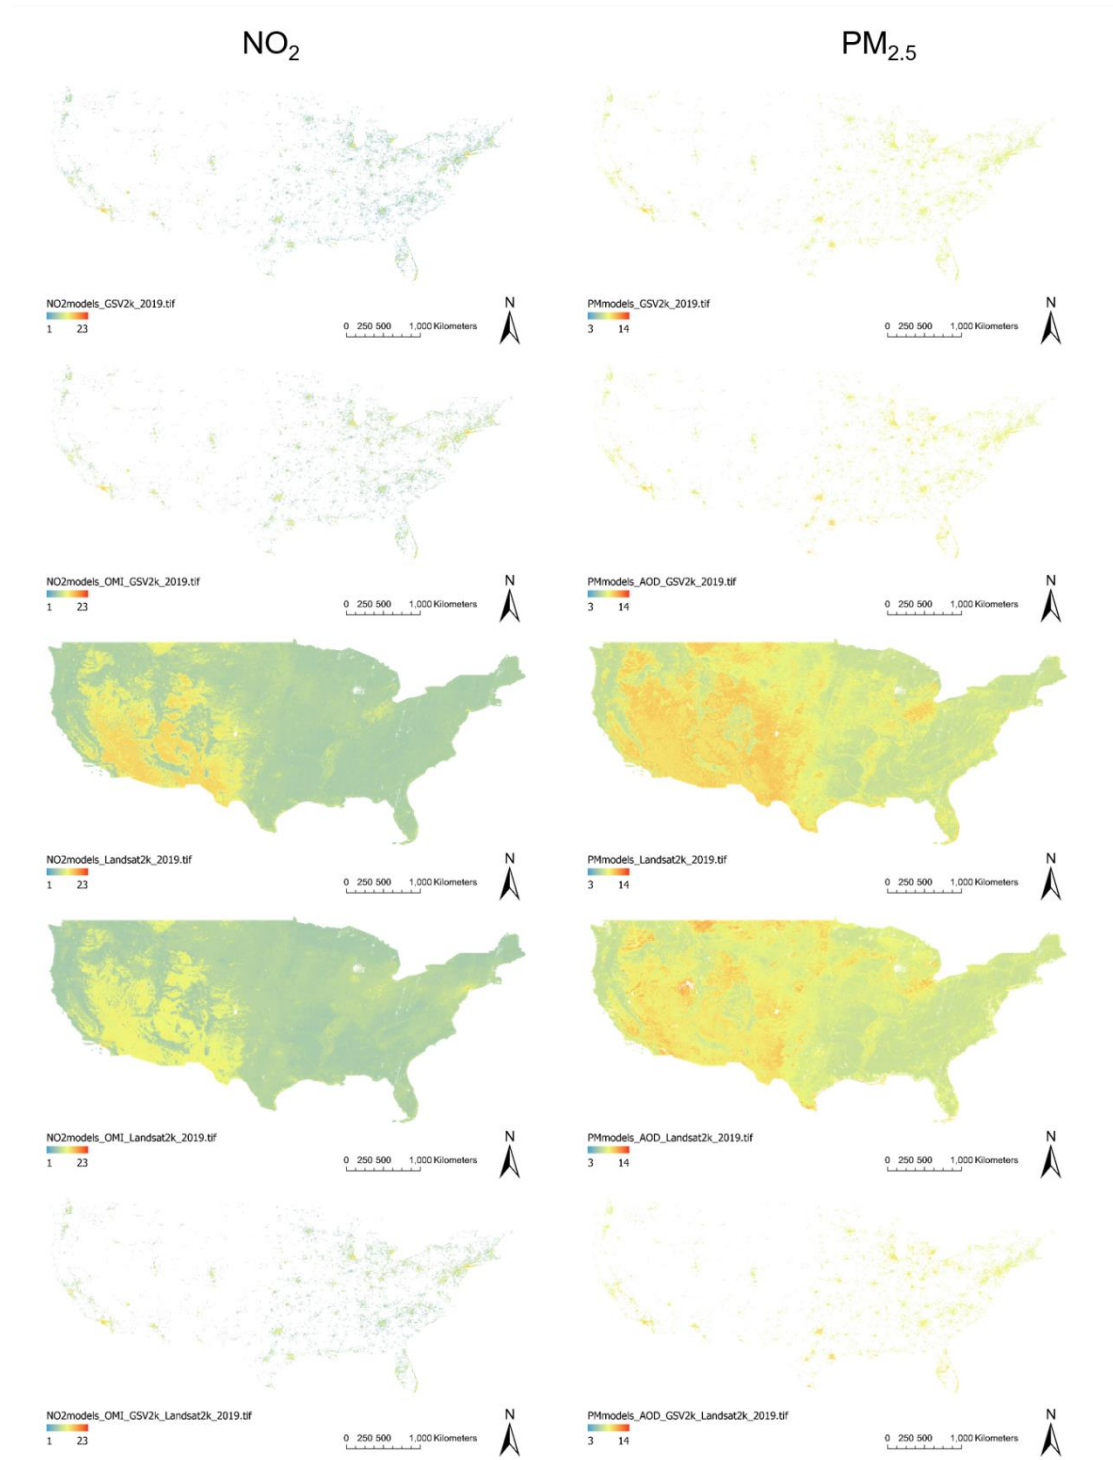 NO₂ PM₂.₅
NO2models_GSV2k_2019.tif
1 23
0 250 500 1,000 Kilometers
N
PMmodels_GSV2k_2019.tif
3 14
0 250 500 1,000 Kilometers
N
NO2models_OMI_GSV2k_2019.tif
1 23
0 250 500 1,000 Kilometers
N
PMmodels_AOD_GSV2k_2019.tif
3 14
0 250 500 1,000 Kilometers
N
NO2models_Landsat2k_2019.tif
1 23
0 250 500 1,000 Kilometers
N
PMmodels_Landsat2k_2019.tif
3 14
0 250 500 1,000 Kilometers
N
NO2models_OMI_Landsat2k_2019.tif
1 23
0 250 500 1,000 Kilometers
N
PMmodels_AOD_Landsat2k_2019.tif
3 14
0 250 500 1,000 Kilometers
N
NO2models_OMI_GSV2k_Landsat2k_2019.tif
1 23
0 250 500 1,000 Kilometers
N
PMmodels_AOD_GSV2k_Landsat2k_2019.tif
3 14
0 250 500 1,000 Kilometers
N